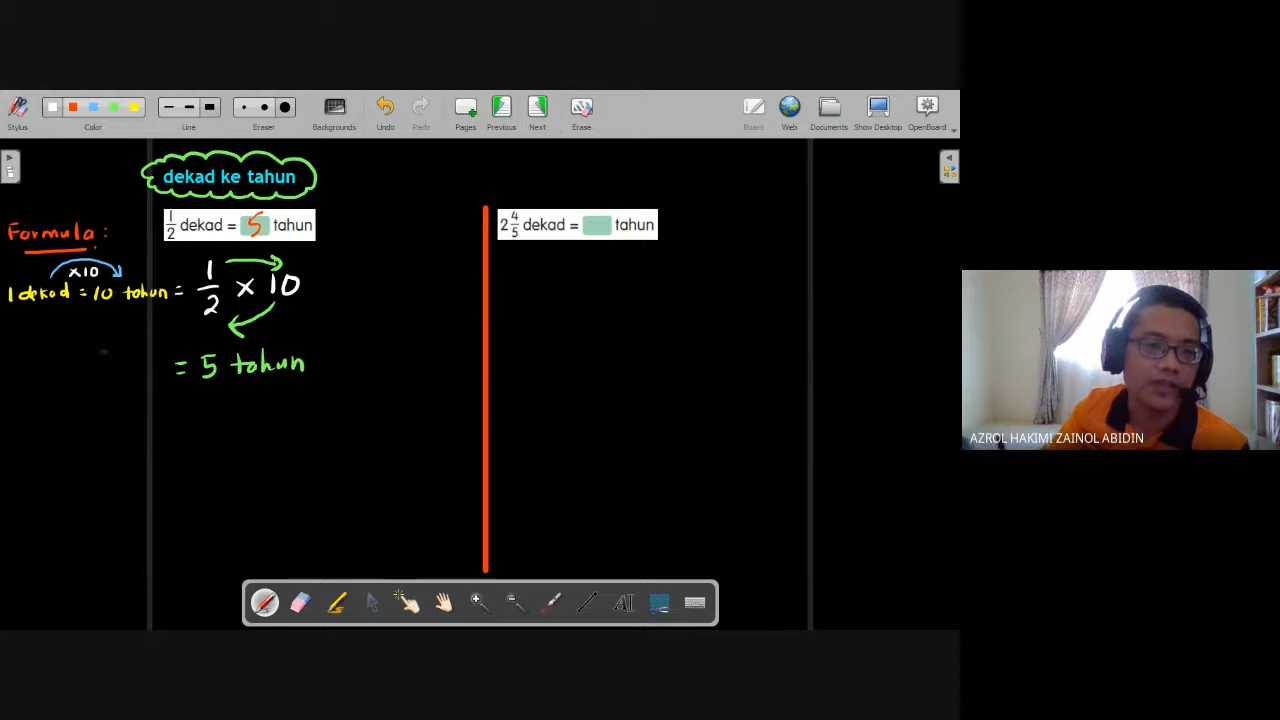 Stylus Color Line Eraser Backgrounds Undo Redo Pages Previous Next Erase Board Web Documents Show Desktop OpenBoard
dekad ke tahun
Formula :
×10
1 dekad = 10 tahun
1/2 dekad = 5 tahun
= 1/2 × 10
= 5 tahun
2 4/5 dekad = tahun
AZROL HAKIMI ZAINOL ABIDIN